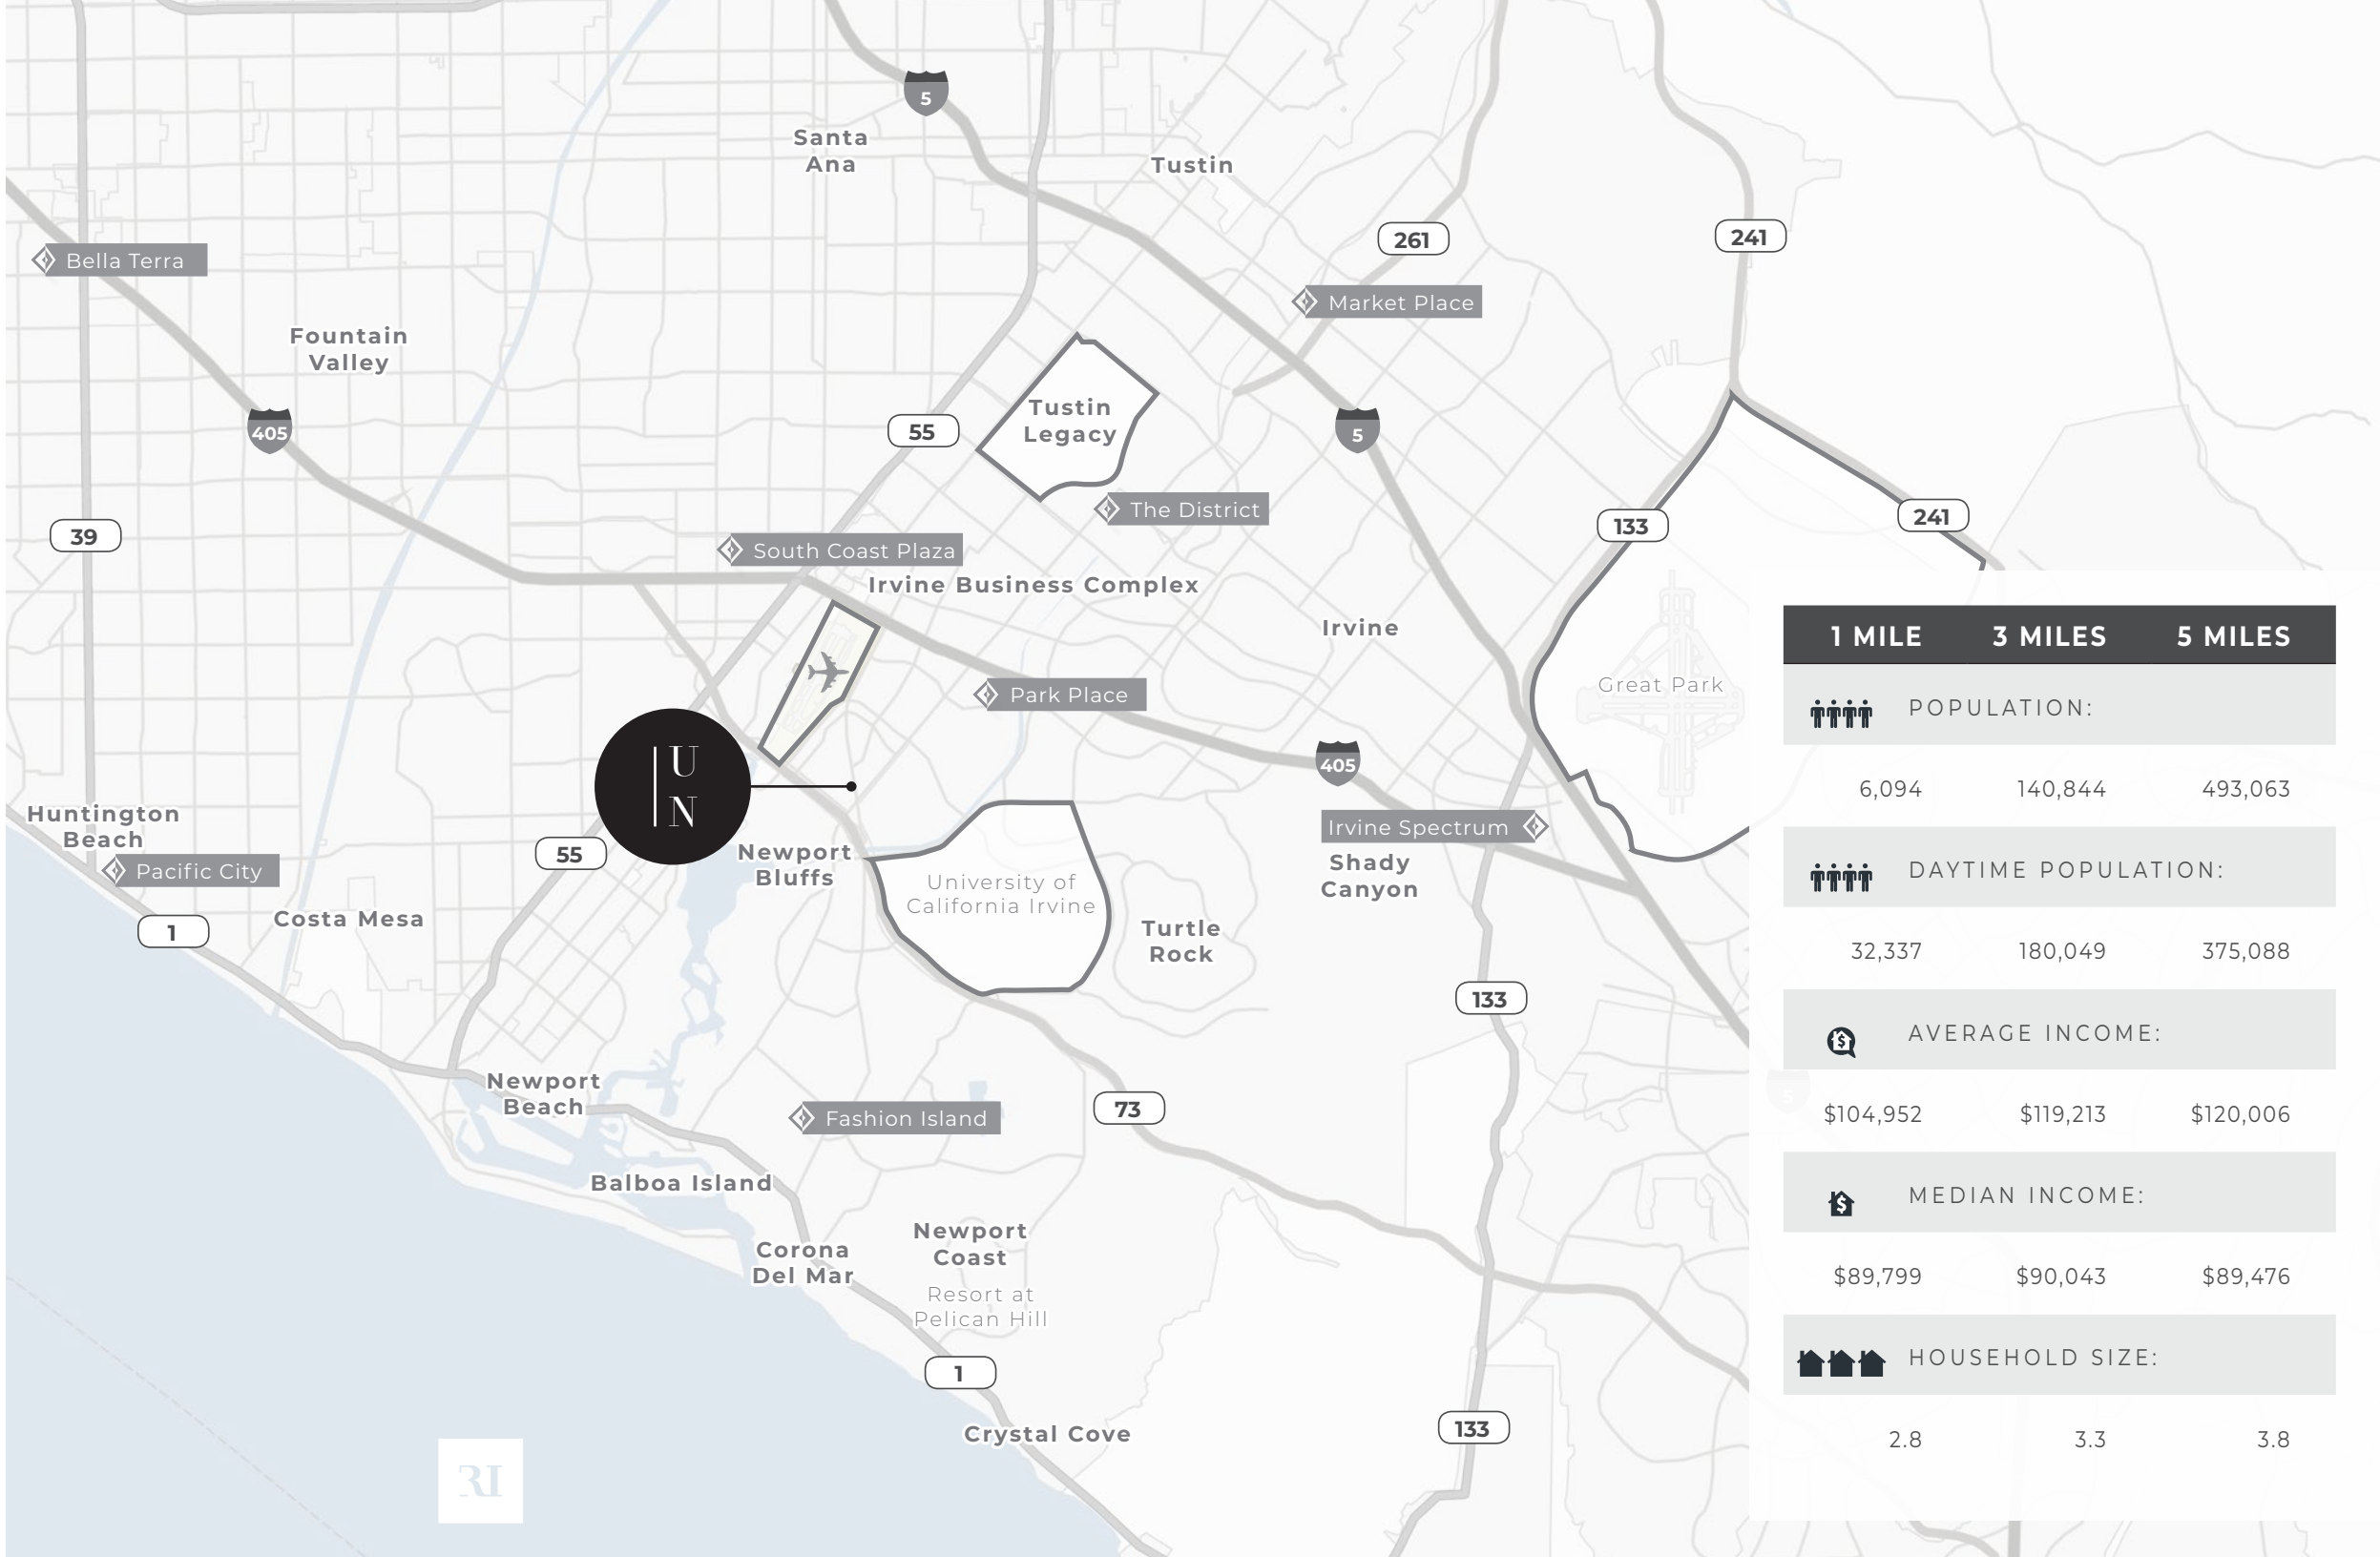 5
Santa
Ana
Tustin
261
241
Bella Terra
Market Place
Fountain
Valley
405
55
Tustin
Legacy
5
The District
133
241
39
South Coast Plaza
Irvine Business Complex
Irvine
Park Place
Great Park
U
N
405
Huntington
Beach
Pacific City
55
Newport
Bluffs
Irvine Spectrum
Shady
Canyon
University of
California Irvine
1
Costa Mesa
Turtle
Rock
133
Newport
Beach
Fashion Island
73
5
Balboa Island
Corona
Del Mar
Newport
Coast
Resort at
Pelican Hill
1
Crystal Cove
133
1 MILE 3 MILES 5 MILES
POPULATION:
6,094 140,844 493,063
DAYTIME POPULATION:
32,337 180,049 375,088
AVERAGE INCOME:
$104,952 $119,213 $120,006
MEDIAN INCOME:
$89,799 $90,043 $89,476
HOUSEHOLD SIZE:
2.8 3.3 3.8